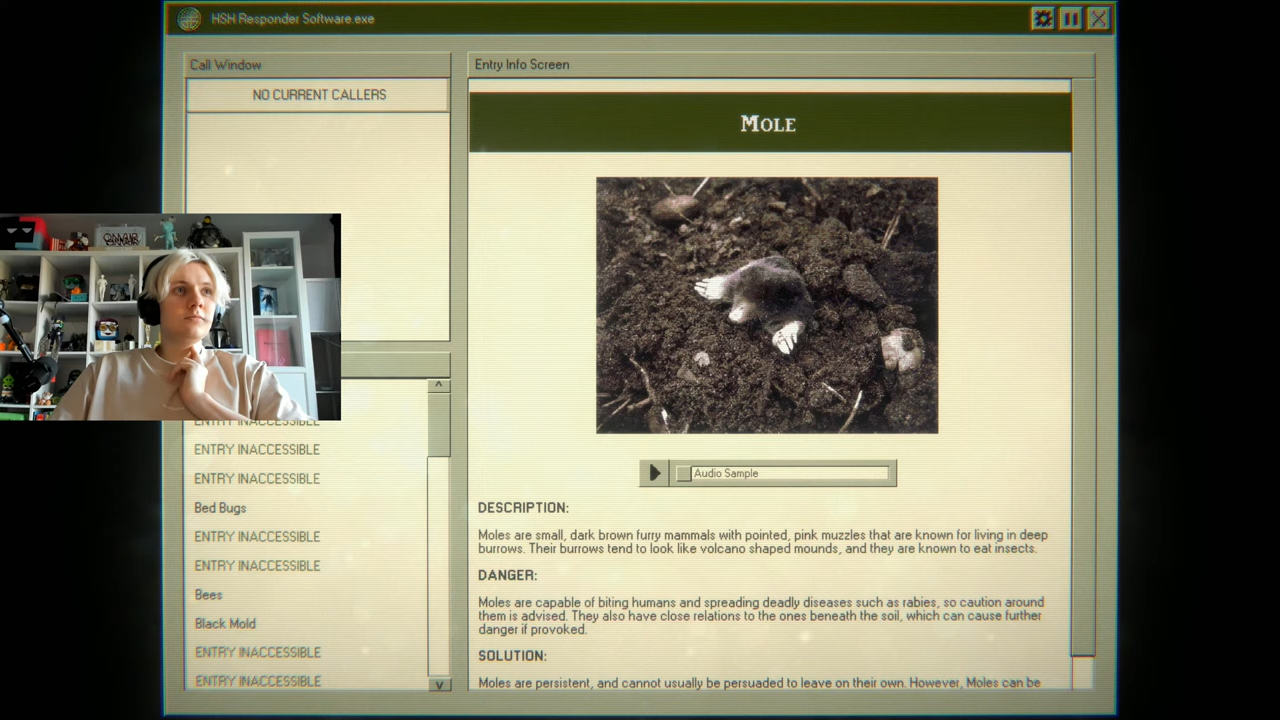 HSH Responder Software.exe
Call Window
NO CURRENT CALLERS
ENTRY INACCESSIBLE
ENTRY INACCESSIBLE
ENTRY INACCESSIBLE
Bed Bugs
ENTRY INACCESSIBLE
ENTRY INACCESSIBLE
Bees
Black Mold
ENTRY INACCESSIBLE
ENTRY INACCESSIBLE
Entry Info Screen
MOLE
Audio Sample
DESCRIPTION:
Moles are small, dark brown furry mammals with pointed, pink muzzles that are known for living in deep
burrows. Their burrows tend to look like volcano shaped mounds, and they are known to eat insects.
DANGER:
Moles are capable of biting humans and spreading deadly diseases such as rabies, so caution around
them is advised. They also have close relations to the ones beneath the soil, which can cause further
danger if provoked.
SOLUTION:
Moles are persistent, and cannot usually be persuaded to leave on their own. However, Moles can be